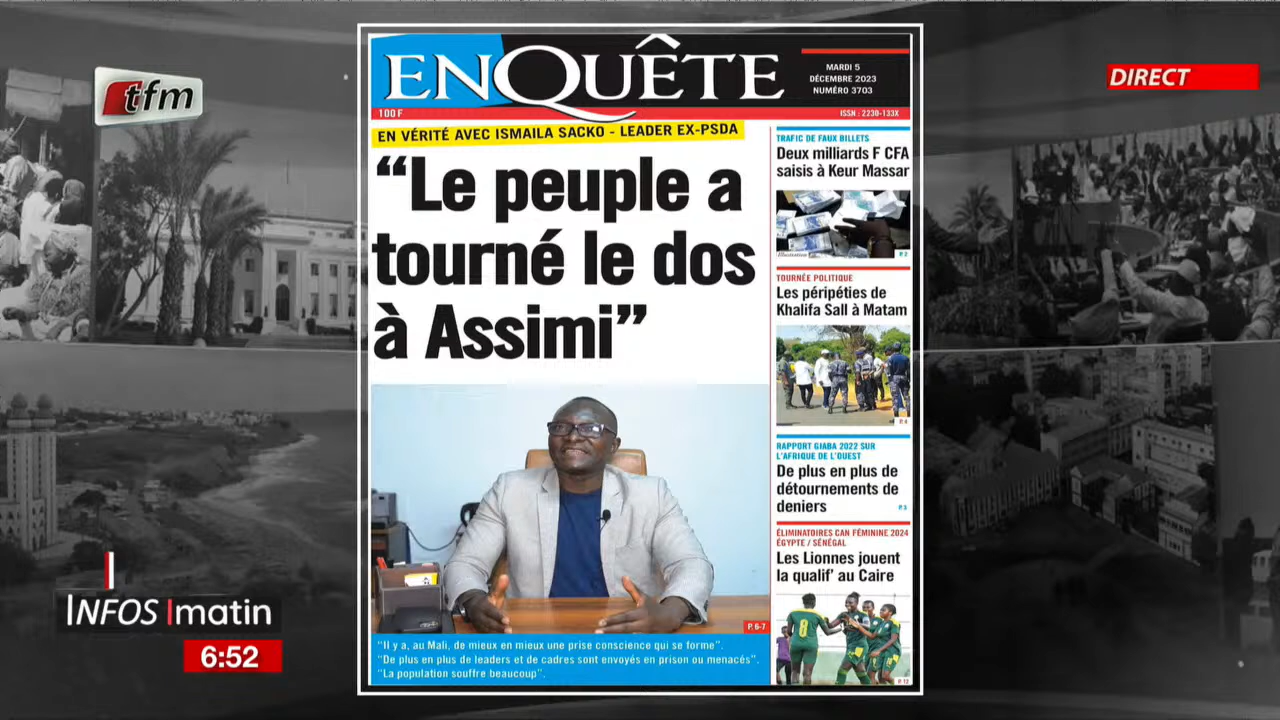 tfm
DIRECT
ENQUÊTE
MARDI 5
DÉCEMBRE 2023
NUMÉRO 3703
100 F
ISSN : 2230-133X
EN VÉRITÉ AVEC ISMAILA SACKO - LEADER EX-PSDA
“Le peuple a
tourné le dos
à Assimi”
P. 6-7
"Il y a, au Mali, de mieux en mieux une prise conscience qui se forme".
"De plus en plus de leaders et de cadres sont envoyés en prison ou menacés".
"La population souffre beaucoup".
TRAFIC DE FAUX BILLETS
Deux milliards F CFA
saisis à Keur Massar
P. 2
TOURNÉE POLITIQUE
Les péripéties de
Khalifa Sall à Matam
P. 4
RAPPORT GIABA 2022 SUR
L'AFRIQUE DE L'OUEST
De plus en plus de
détournements de
deniers
P. 3
ÉLIMINATOIRES CAN FÉMININE 2024
ÉGYPTE / SÉNÉGAL
Les Lionnes jouent
la qualif' au Caire
8
P. 12
INFOS matin
6:52